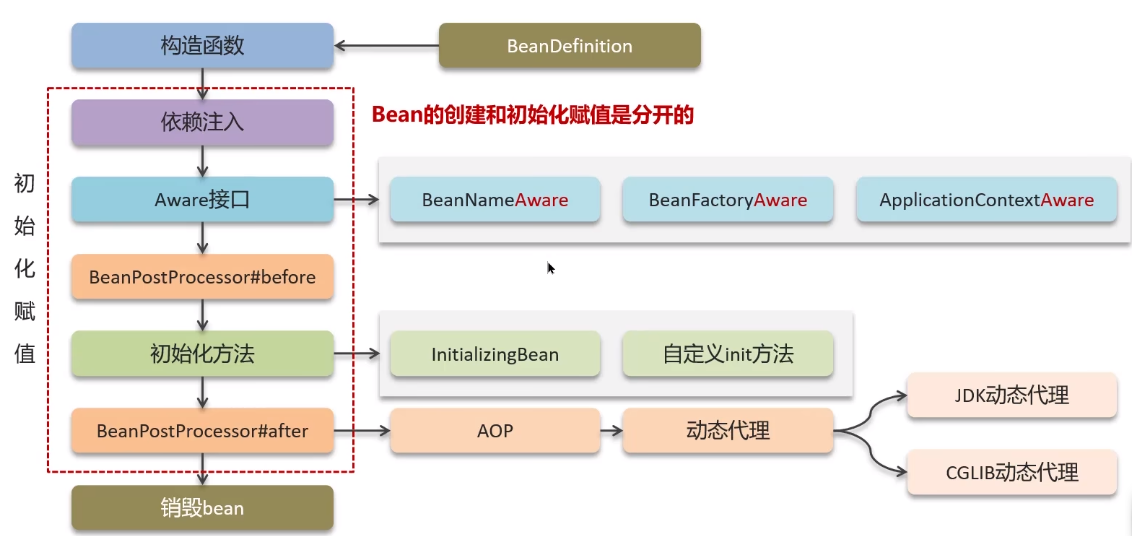 构造函数
BeanDefinition
依赖注入
Bean的创建和初始化赋值是分开的
初始化赋值
Aware接口
BeanNameAware
BeanFactoryAware
ApplicationContextAware
BeanPostProcessor#before
初始化方法
InitializingBean
自定义init方法
BeanPostProcessor#after
AOP
动态代理
JDK动态代理
CGLIB动态代理
销毁bean